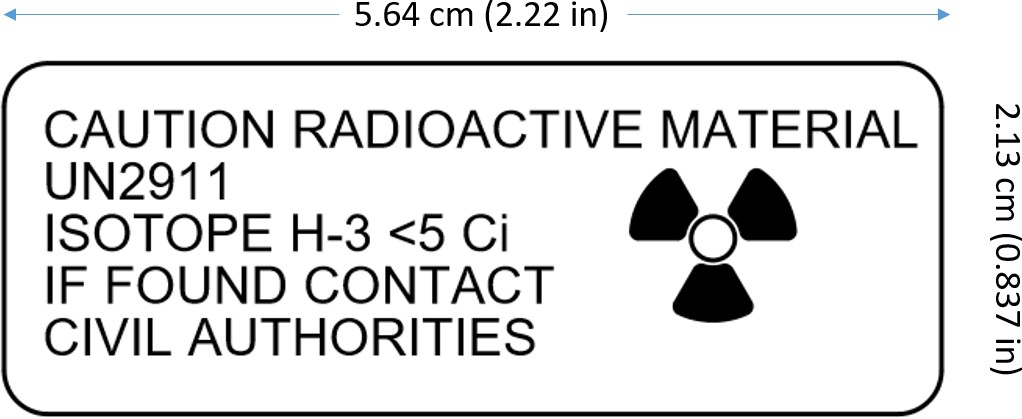 5.64 cm (2.22 in)
CAUTION RADIOACTIVE MATERIAL
UN2911
ISOTOPE H-3 <5 Ci
IF FOUND CONTACT
CIVIL AUTHORITIES
2.13 cm (0.837 in)